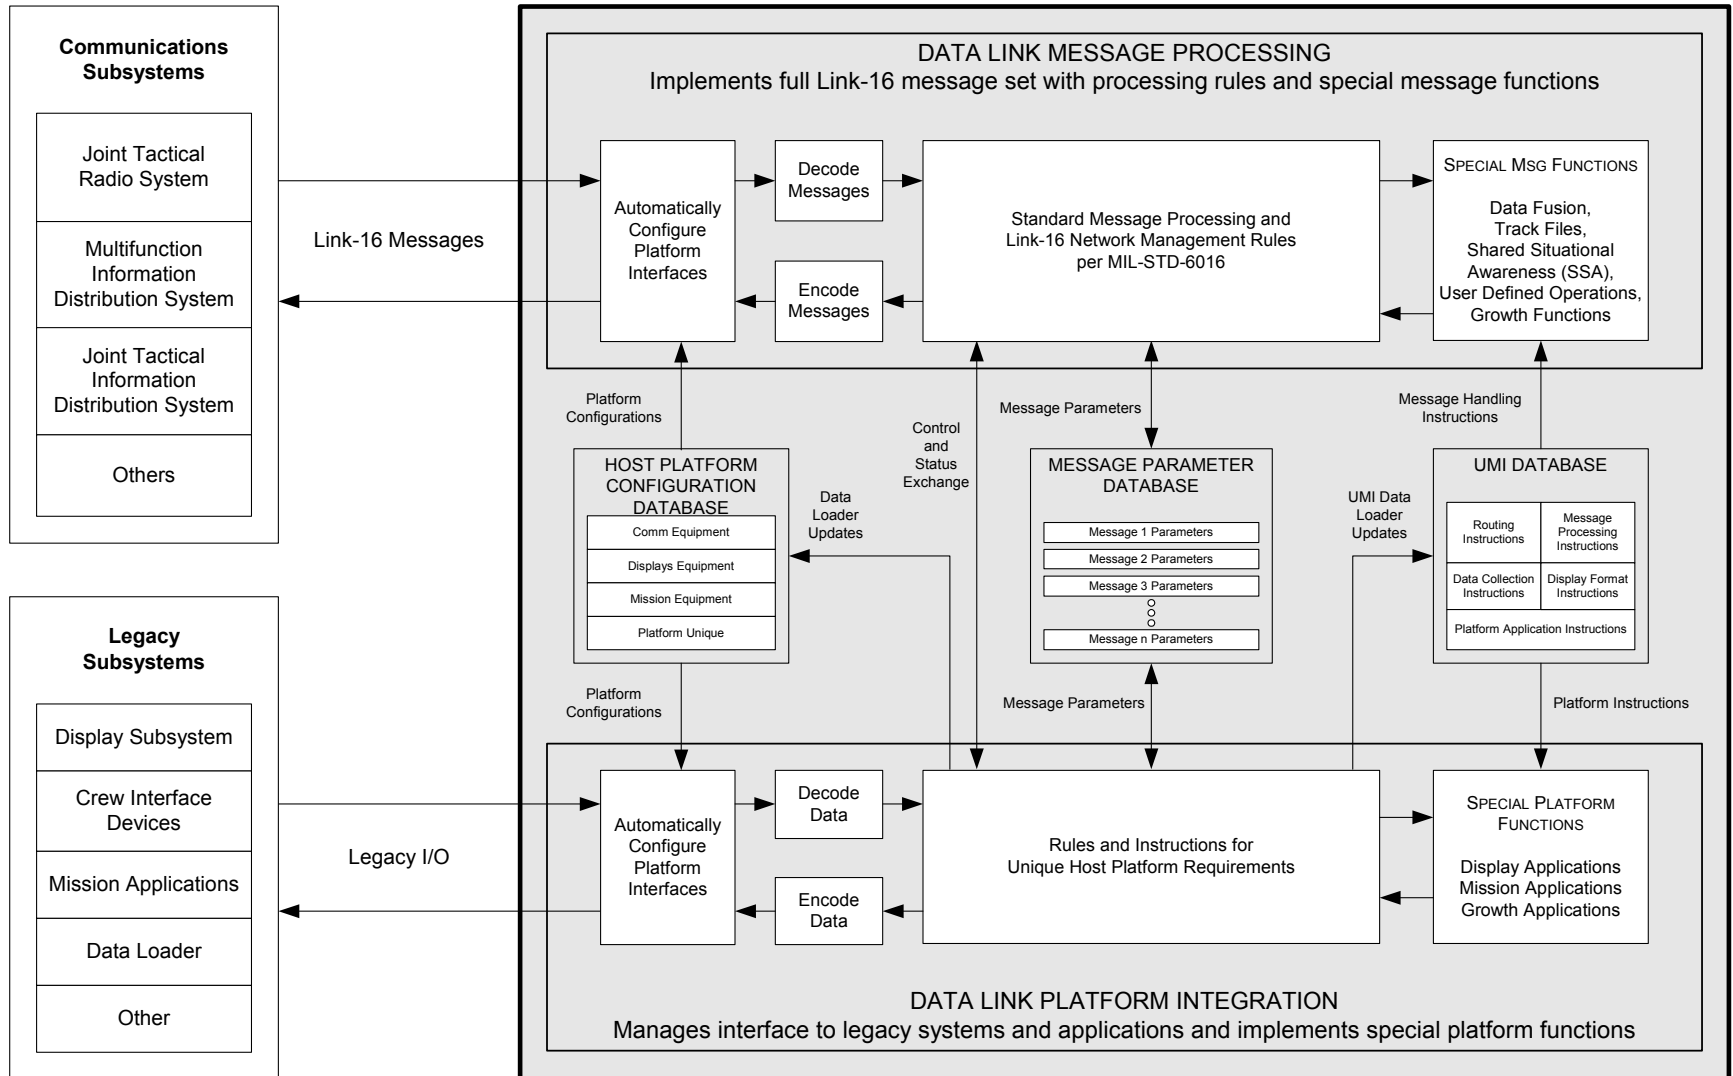 Communications
Subsystems
Joint Tactical
Radio System
Multifunction
Information
Distribution System
Joint Tactical
Information
Distribution System
Others
Legacy
Subsystems
Display Subsystem
Crew Interface
Devices
Mission Applications
Data Loader
Other
Link-16 Messages
Legacy I/O
DATA LINK MESSAGE PROCESSING
Implements full Link-16 message set with processing rules and special message functions
Automatically
Configure
Platform
Interfaces
Decode
Messages
Encode
Messages
Standard Message Processing and
Link-16 Network Management Rules
per MIL-STD-6016
SPECIAL MSG FUNCTIONS
Data Fusion,
Track Files,
Shared Situational
Awareness (SSA),
User Defined Operations,
Growth Functions
Platform
Configurations
Control
and
Status
Exchange
Message Parameters
Message Handling
Instructions
HOST PLATFORM
CONFIGURATION
DATABASE
Comm Equipment
Displays Equipment
Mission Equipment
Platform Unique
Data
Loader
Updates
MESSAGE PARAMETER
DATABASE
Message 1 Parameters
Message 2 Parameters
Message 3 Parameters
Message n Parameters
UMI Data
Loader
Updates
UMI DATABASE
Routing
Instructions
Message
Processing
Instructions
Data Collection
Instructions
Display Format
Instructions
Platform Application Instructions
Platform
Configurations
Message Parameters
Platform Instructions
Automatically
Configure
Platform
Interfaces
Decode
Data
Encode
Data
Rules and Instructions for
Unique Host Platform Requirements
SPECIAL PLATFORM
FUNCTIONS
Display Applications
Mission Applications
Growth Applications
DATA LINK PLATFORM INTEGRATION
Manages interface to legacy systems and applications and implements special platform functions